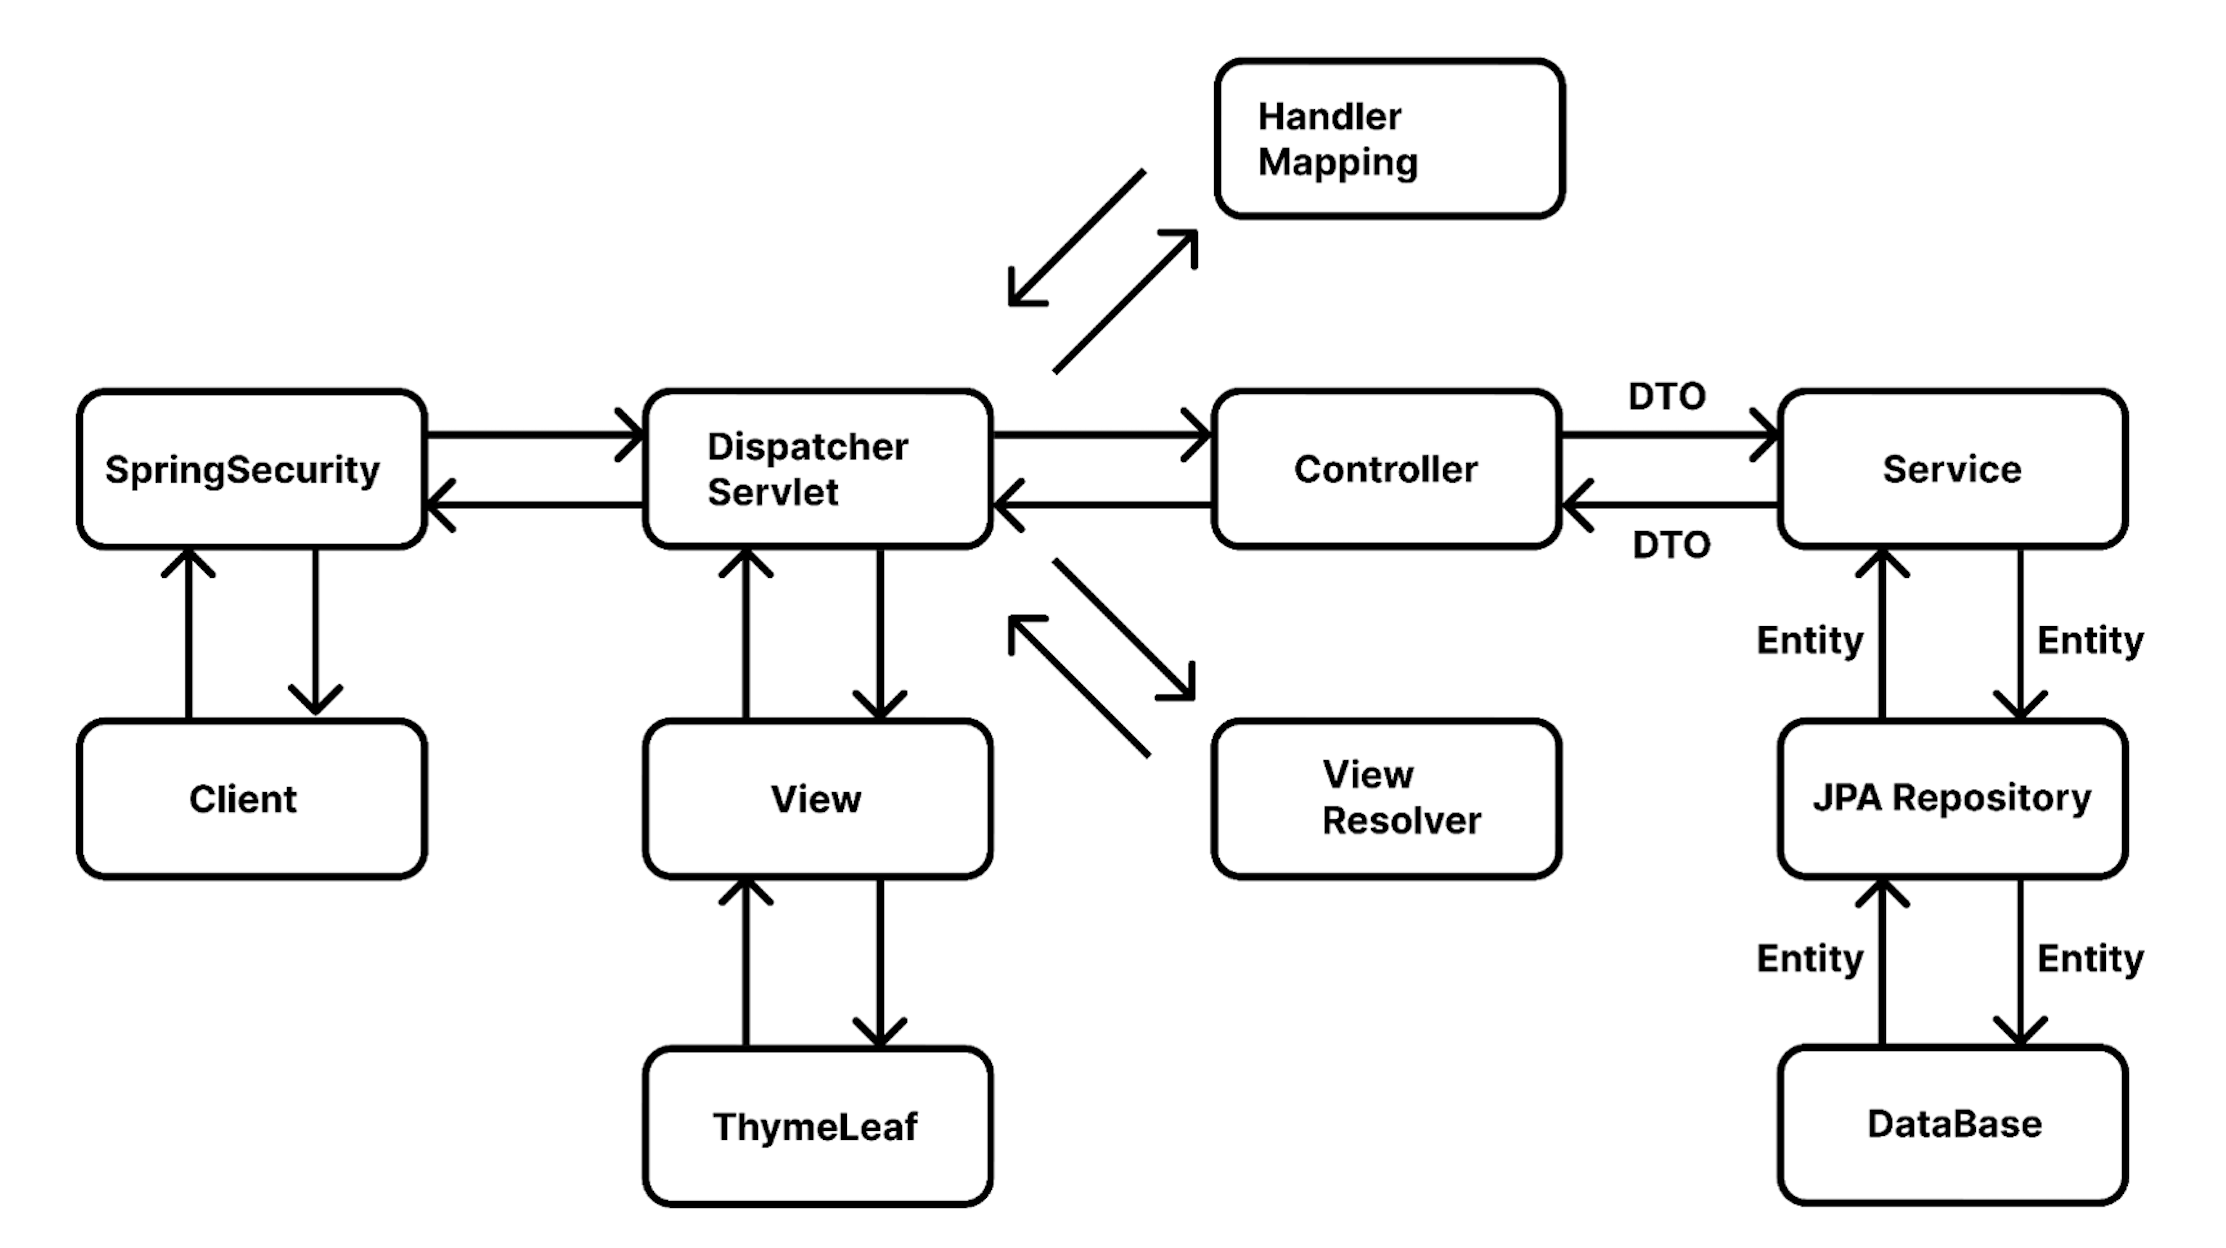 Handler
Mapping
SpringSecurity
Dispatcher
Servlet
Controller
DTO
DTO
Service
Entity
Entity
Client
View
View
Resolver
JPA Repository
Entity
Entity
ThymeLeaf
DataBase